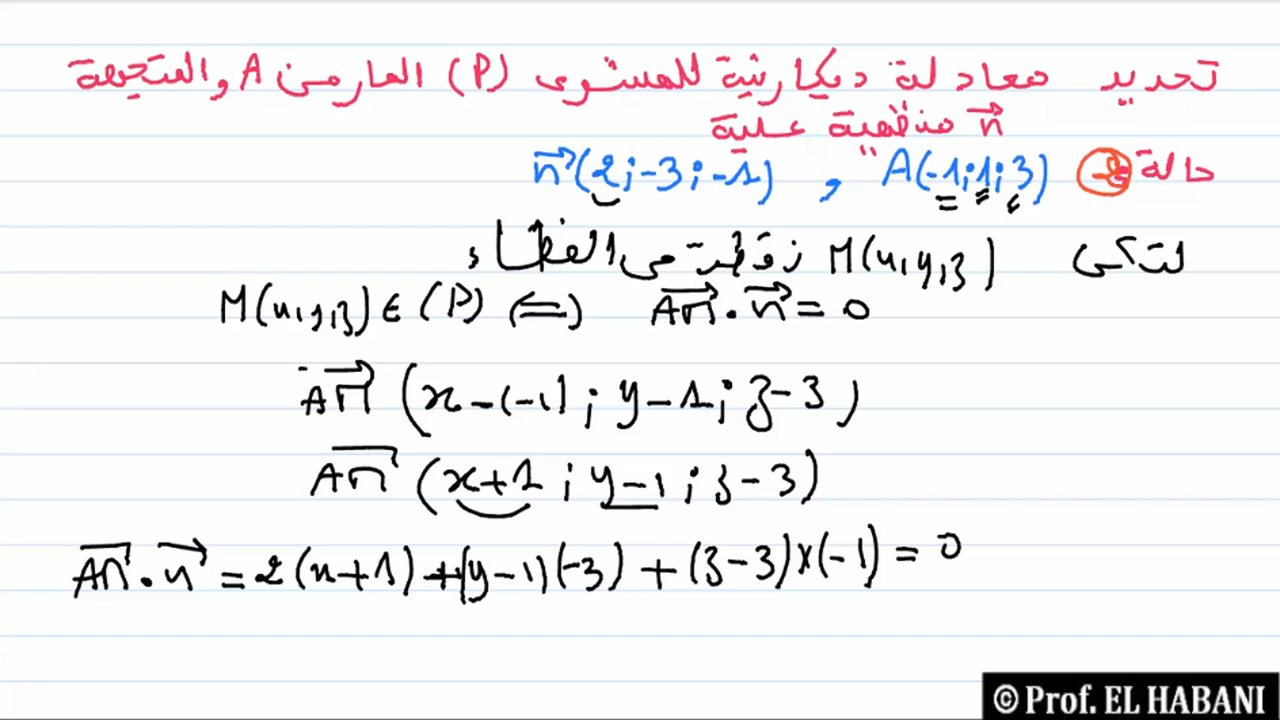 تحديد معادلة ديكارتية للمستوى (P) المار من A والمتجهة
n⃗ منظمية عليه
حالة A(-1;1;3) , n⃗(2;-3;-1)
لتكن M(x,y,z) نقطة من الفضاء
M(x,y,z) ∈ (P) ⇔ AM⃗ . n⃗ = 0
AM⃗ (x-(-1); y-1; z-3)
AM⃗ (x+1; y-1; z-3)
AM⃗ . n⃗ = 2(x+1) + (y-1)(-3) + (z-3)×(-1) = 0
© Prof. EL HABANI